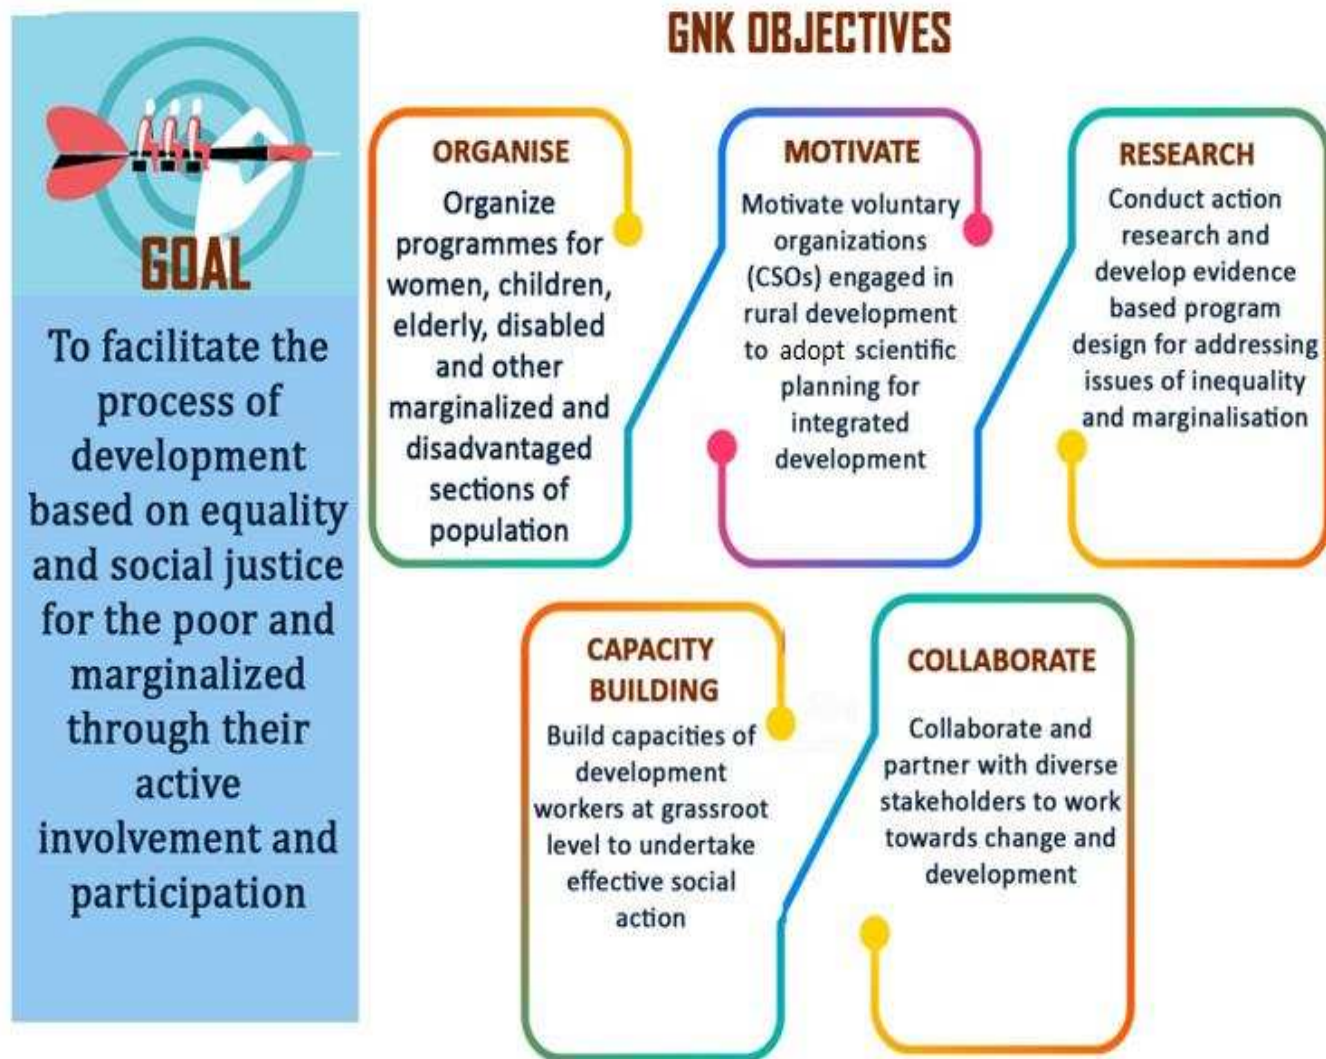 GNK OBJECTIVES
GOAL
To facilitate the
process of
development
based on equality
and social justice
for the poor and
marginalized
through their
active
involvement and
participation
ORGANISE
Organize
programmes for
women, children,
elderly, disabled
and other
marginalized and
disadvantaged
sections of
population
MOTIVATE
Motivate voluntary
organizations
(CSOs) engaged in
rural development
to adopt scientific
planning for
integrated
development
RESEARCH
Conduct action
research and
develop evidence
based program
design for addressing
issues of inequality
and marginalisation
CAPACITY
BUILDING
Build capacities of
development
workers at grassroot
level to undertake
effective social
action
COLLABORATE
Collaborate and
partner with diverse
stakeholders to work
towards change and
development